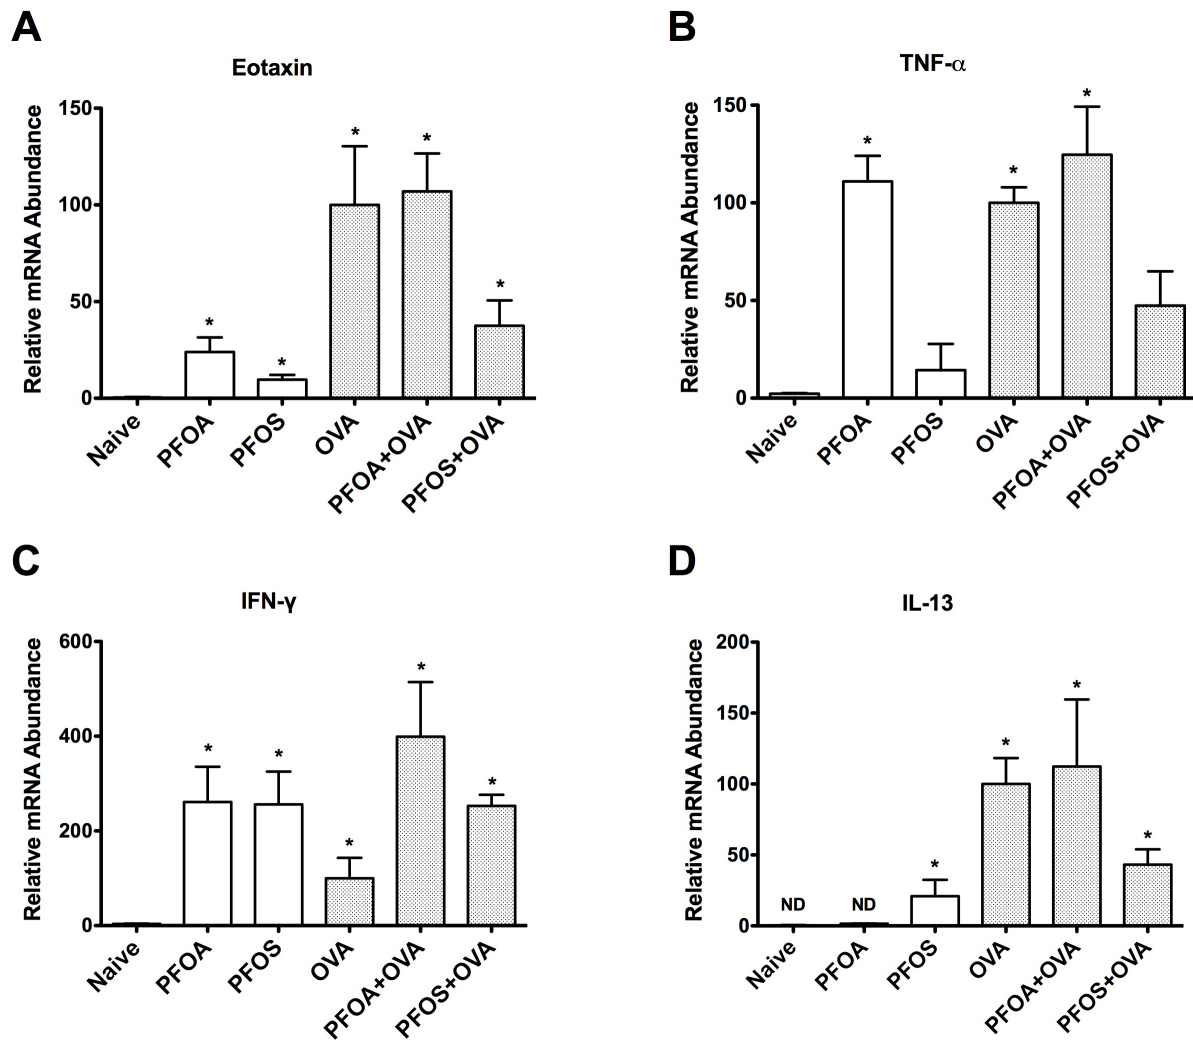 A
Eotaxin
Relative mRNA Abundance
150
100
50
0
*
*
*
*
*
Naive
PFOA
PFOS
OVA
PFOA+OVA
PFOS+OVA
B
TNF-α
Relative mRNA Abundance
150
100
50
0
*
*
*
Naive
PFOA
PFOS
OVA
PFOA+OVA
PFOS+OVA
C
IFN-γ
Relative mRNA Abundance
600
400
200
0
*
*
*
*
*
Naive
PFOA
PFOS
OVA
PFOA+OVA
PFOS+OVA
D
IL-13
Relative mRNA Abundance
200
150
100
50
0
ND
ND
*
*
*
*
Naive
PFOA
PFOS
OVA
PFOA+OVA
PFOS+OVA